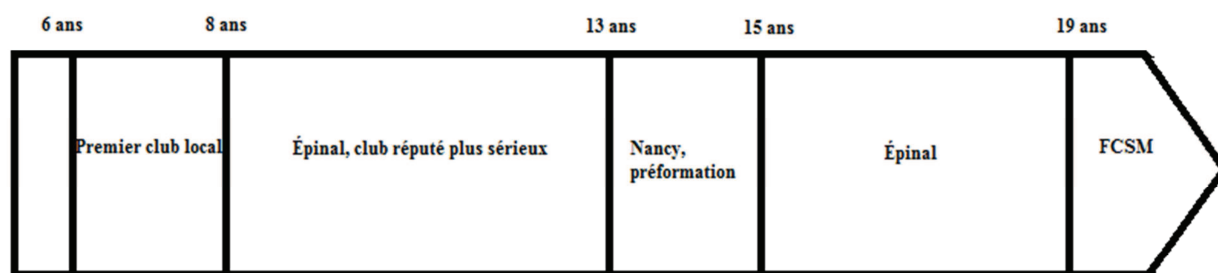 6 ans
8 ans
13 ans
15 ans
19 ans
Premier club local
Épinal, club réputé plus sérieux
Nancy,
préformation
Épinal
FCSM